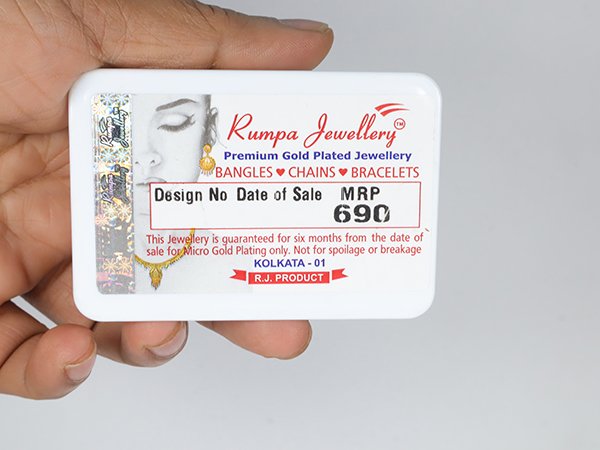 Rumpa Jewellery TM
Premium Gold Plated Jewellery
BANGLES ♥ CHAINS ♥ BRACELETS
Design No Date of Sale MRP
690
This Jewellery is guaranteed for six months from the date of
sale for Micro Gold Plating only. Not for spoilage or breakage
KOLKATA - 01
R.J. PRODUCT